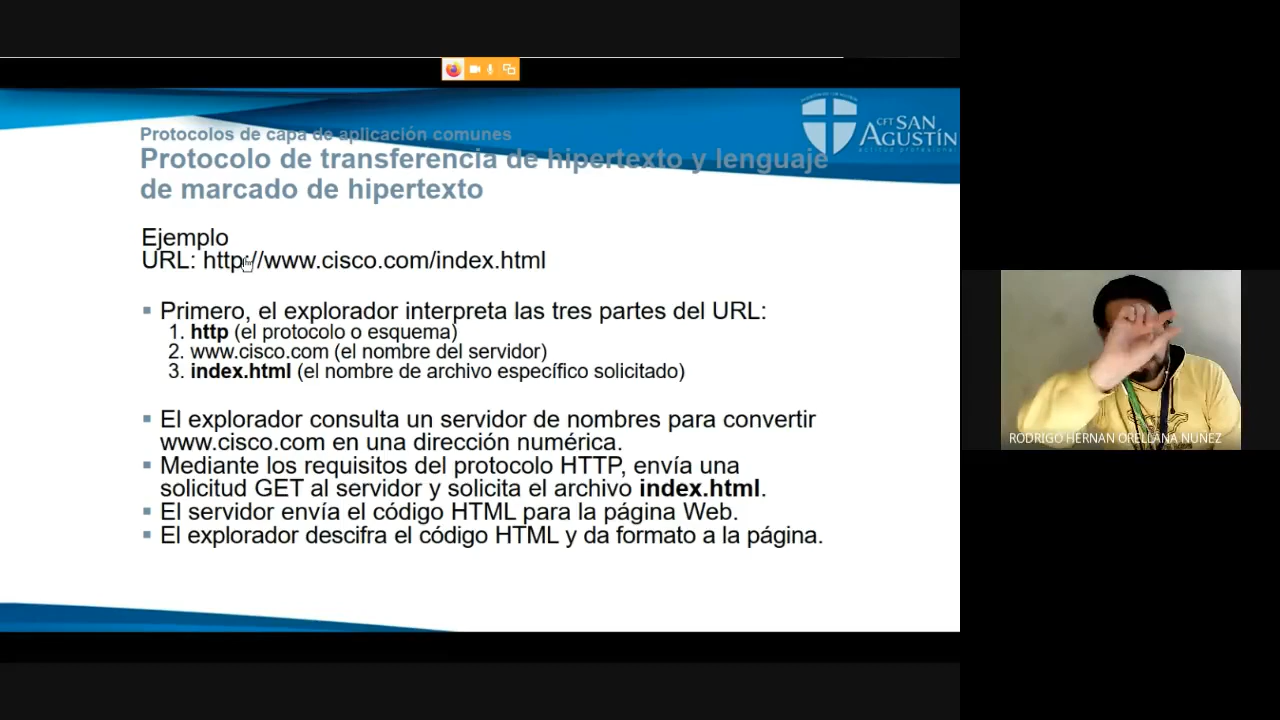 Protocolos de capa de aplicación comunes
Protocolo de transferencia de hipertexto y lenguaje
de marcado de hipertexto
CFT SAN
AGUSTÍN
Ejemplo
URL: http://www.cisco.com/index.html
Primero, el explorador interpreta las tres partes del URL:
1. http (el protocolo o esquema)
2. www.cisco.com (el nombre del servidor)
3. index.html (el nombre de archivo específico solicitado)
El explorador consulta un servidor de nombres para convertir
www.cisco.com en una dirección numérica.
Mediante los requisitos del protocolo HTTP, envía una
solicitud GET al servidor y solicita el archivo index.html.
El servidor envía el código HTML para la página Web.
El explorador descifra el código HTML y da formato a la página.
RODRIGO HERNAN ORELLANA NUNEZ